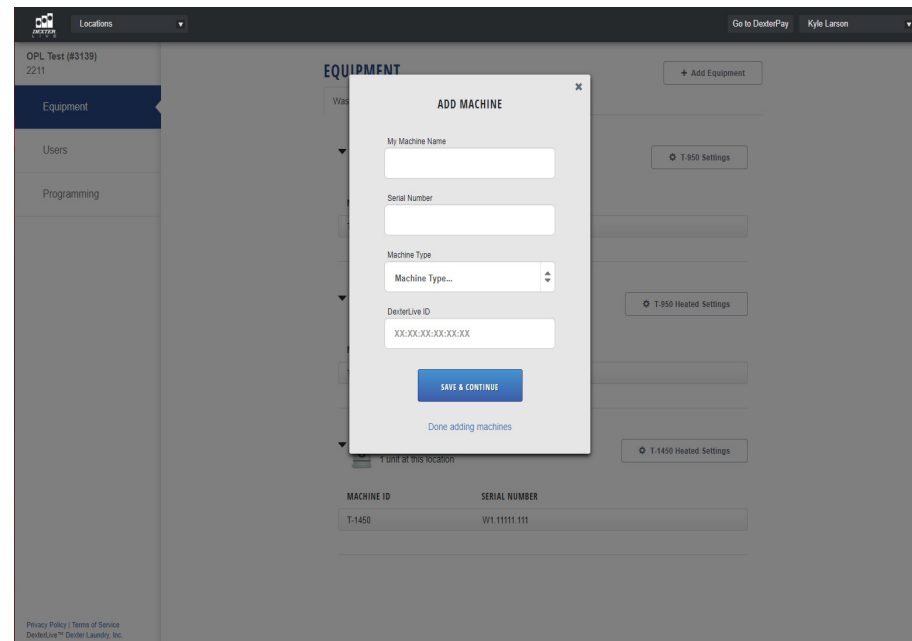 DEXTER
LIVE
Locations
Go to DexterPay
Kyle Larson
OPL Test (#3139)
2211
Equipment
Users
Programming
EQUIPMENT
+ Add Equipment
Was
T-950 Settings
T-950 Heated Settings
T-1450 Heated Settings
1 unit at this location
MACHINE ID SERIAL NUMBER
T-1450 W1.11111.111
ADD MACHINE
x
My Machine Name
Serial Number
Machine Type
Machine Type...
DexterLive ID
XX:XX:XX:XX:XX:XX
SAVE & CONTINUE
Done adding machines
Privacy Policy | Terms of Service
DexterLive™ Dexter Laundry, Inc.